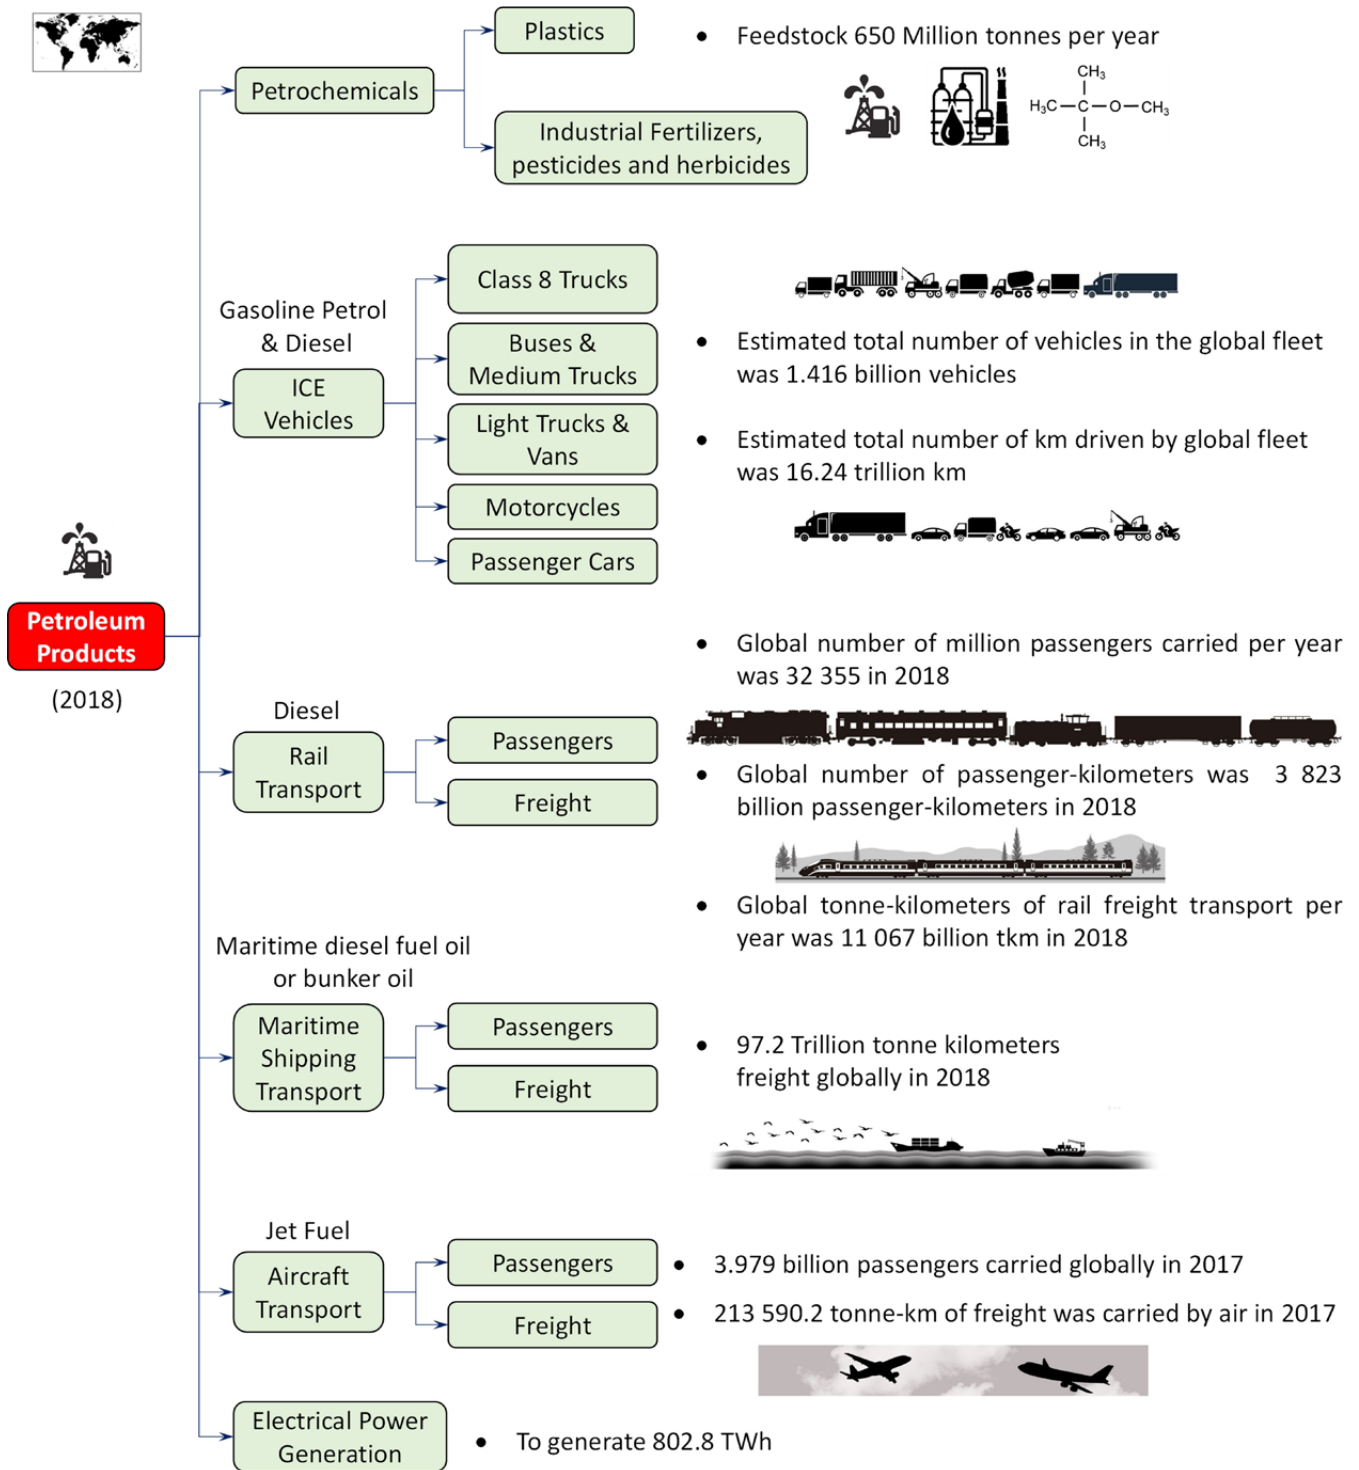 Plastics
• Feedstock 650 Million tonnes per year
Petrochemicals
Industrial Fertilizers,
pesticides and herbicides
CH₃
H₃C—C—O—CH₃
CH₃
Gasoline Petrol
& Diesel
ICE
Vehicles
Class 8 Trucks
Buses &
Medium Trucks
Light Trucks &
Vans
Motorcycles
Passenger Cars
• Estimated total number of vehicles in the global fleet
was 1.416 billion vehicles
• Estimated total number of km driven by global fleet
was 16.24 trillion km
Petroleum
Products
(2018)
Diesel
Rail
Transport
Passengers
Freight
• Global number of million passengers carried per year
was 32 355 in 2018
• Global number of passenger-kilometers was 3 823
billion passenger-kilometers in 2018
• Global tonne-kilometers of rail freight transport per
year was 11 067 billion tkm in 2018
Maritime diesel fuel oil
or bunker oil
Maritime
Shipping
Transport
Passengers
Freight
• 97.2 Trillion tonne kilometers
freight globally in 2018
Jet Fuel
Aircraft
Transport
Passengers
• 3.979 billion passengers carried globally in 2017
Freight
• 213 590.2 tonne-km of freight was carried by air in 2017
Electrical Power
Generation
• To generate 802.8 TWh